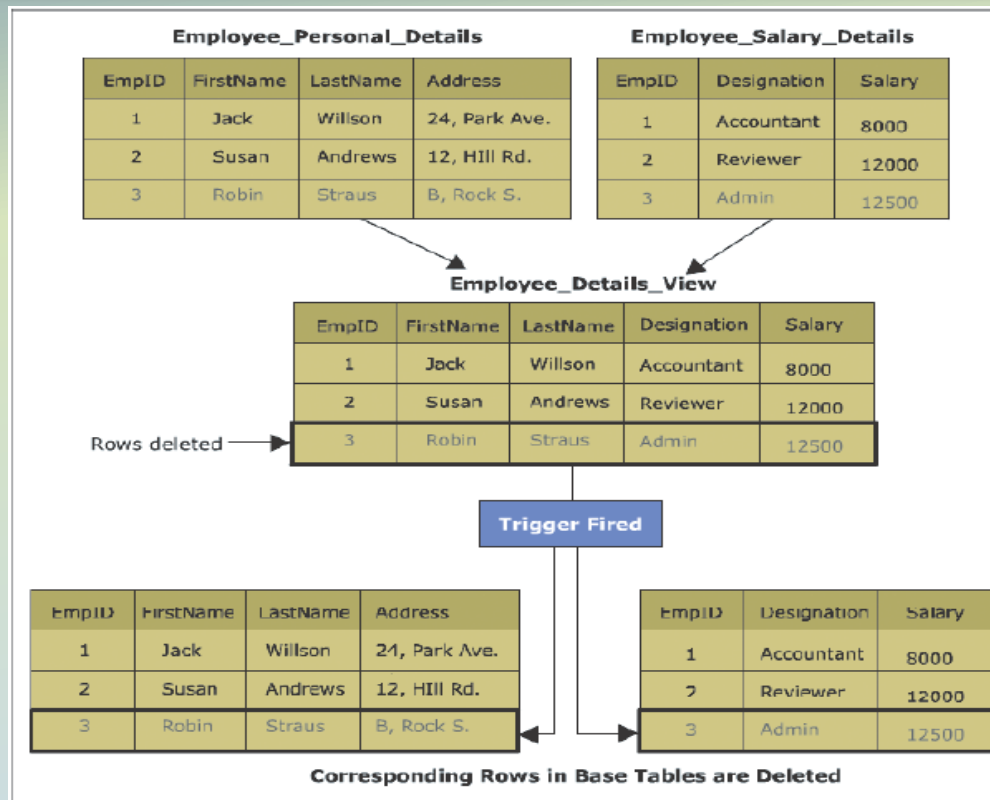 Employee_Personal_Details
EmpID FirstName LastName Address
1 Jack Willson 24, Park Ave.
2 Susan Andrews 12, HIll Rd.
3 Robin Straus B, Rock S.
Employee_Salary_Details
EmpID Designation Salary
1 Accountant 8000
2 Reviewer 12000
3 Admin 12500
Employee_Details_View
EmpID FirstName LastName Designation Salary
1 Jack Willson Accountant 8000
2 Susan Andrews Reviewer 12000
Rows deleted
3 Robin Straus Admin 12500
Trigger Fired
EmpID FirstName LastName Address
1 Jack Willson 24, Park Ave.
2 Susan Andrews 12, HIll Rd.
3 Robin Straus B, Rock S.
EmpID Designation Salary
1 Accountant 8000
2 Reviewer 12000
3 Admin 12500
Corresponding Rows in Base Tables are Deleted